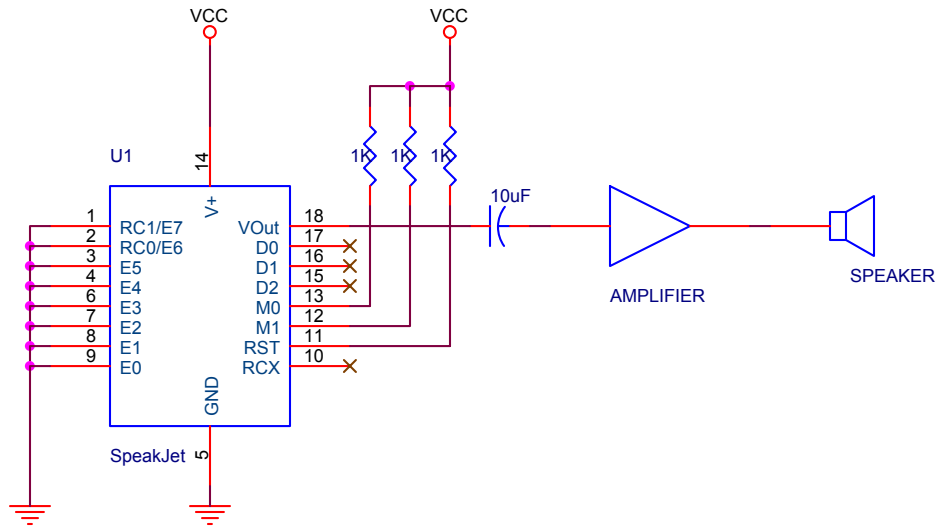 VCC
VCC
U1
14
V+
1K
1K
1K
10uF
1 RC1/E7
2 RC0/E6
3 E5
4 E4
6 E3
7 E2
8 E1
9 E0
VOut 18
D0 17
D1 16
D2 15
M0 13
M1 12
RST 11
RCX 10
GND
5
SpeakJet
AMPLIFIER
SPEAKER